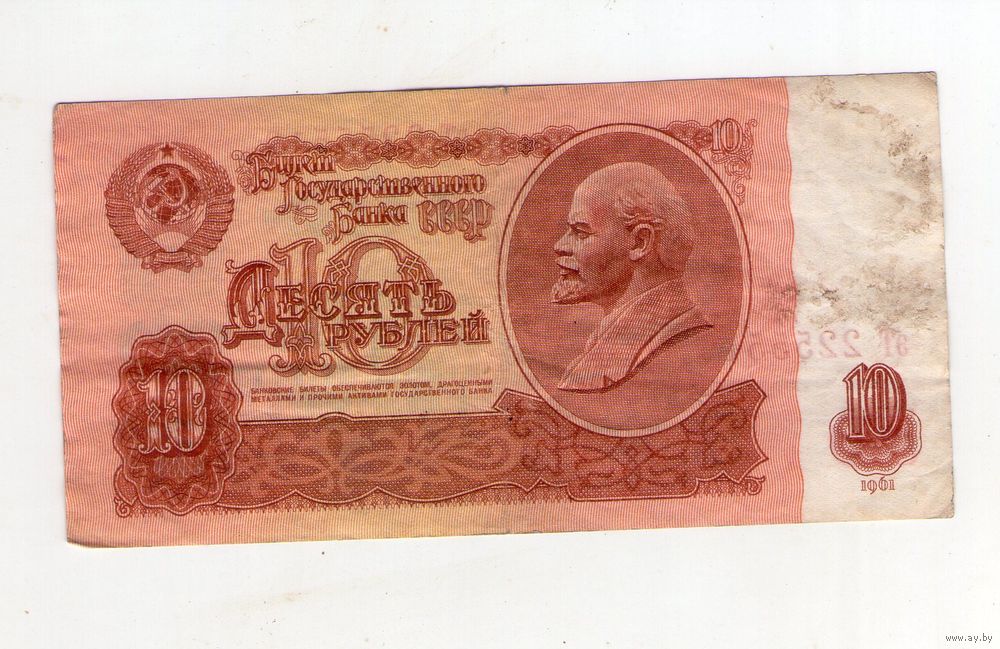 Билет
Государственного
Банка СССР
10
Десять
10
рублей
БАНКОВСКИЕ БИЛЕТЫ ОБЕСПЕЧИВАЮТСЯ ЗОЛОТОМ, ДРАГОЦЕННЫМИ
МЕТАЛЛАМИ И ПРОЧИМИ АКТИВАМИ ГОСУДАРСТВЕННОГО БАНКА
10
10
1961
www.ay.by